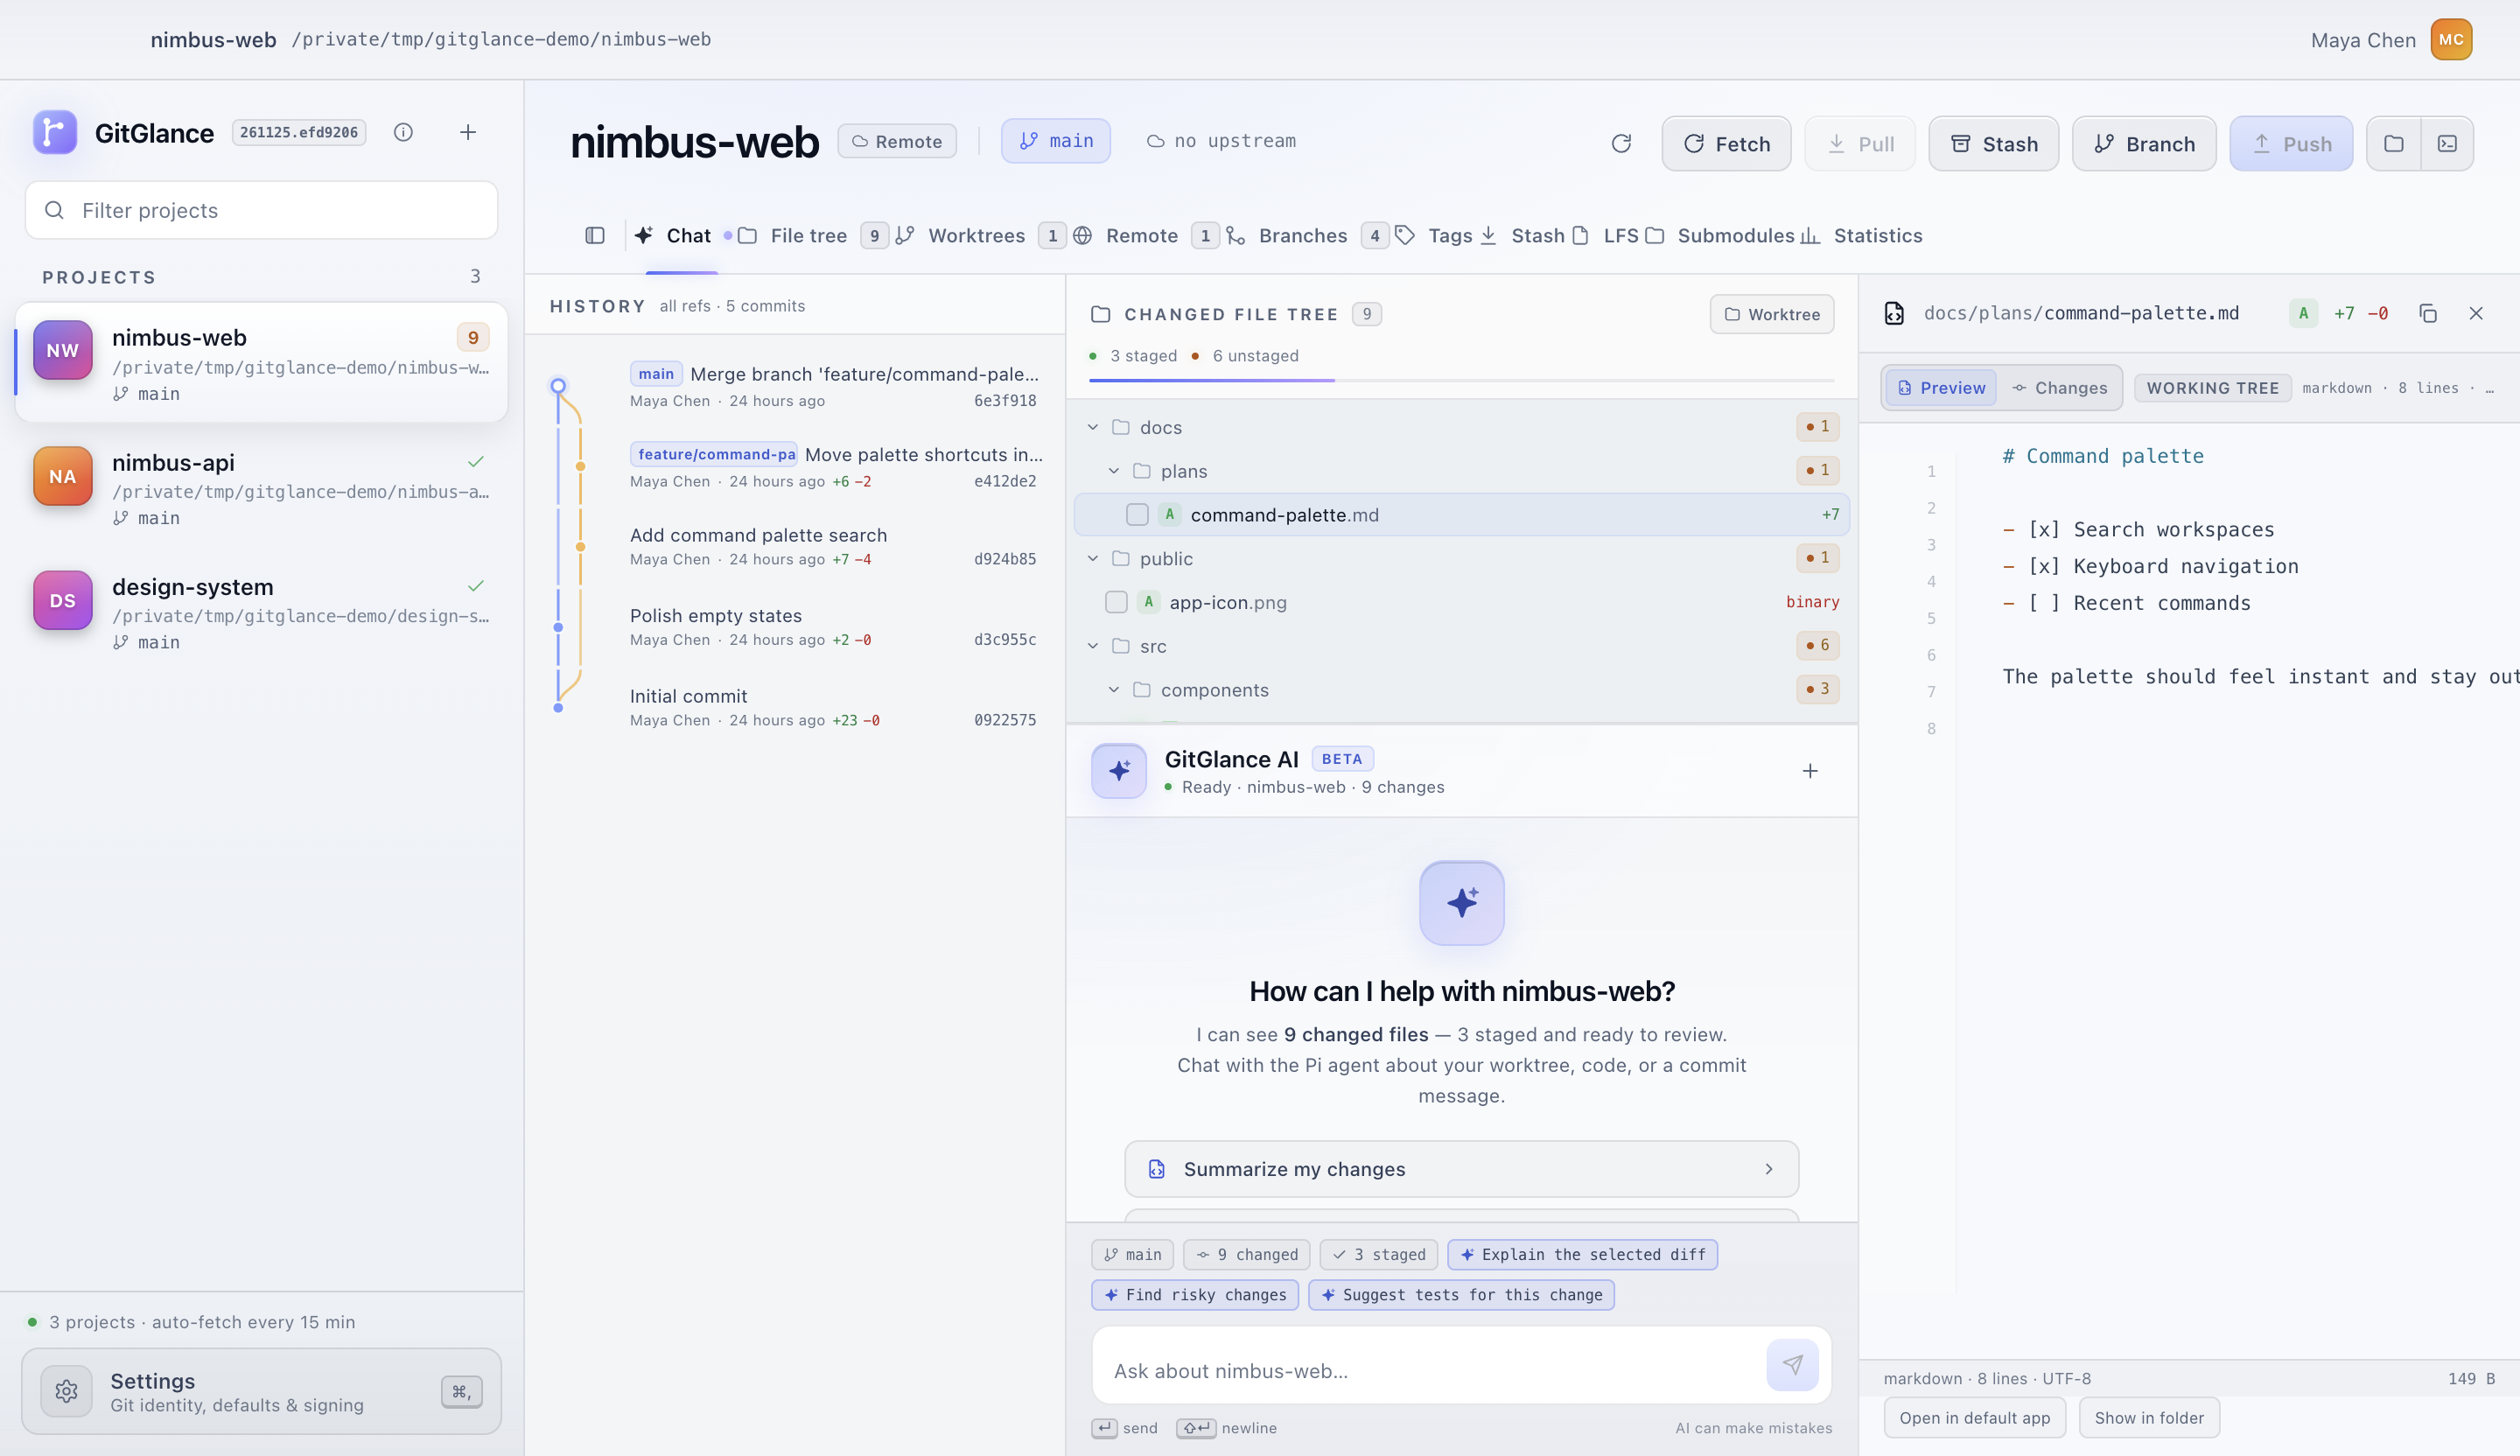 nimbus-web /private/tmp/gitglance-demo/nimbus-web
Maya Chen MC
GitGlance 261125.efd9206
Filter projects
PROJECTS 3
NW nimbus-web 9
/private/tmp/gitglance-demo/nimbus-w…
main
NA nimbus-api
/private/tmp/gitglance-demo/nimbus-a…
main
DS design-system
/private/tmp/gitglance-demo/design-s…
main
3 projects · auto-fetch every 15 min
Settings
Git identity, defaults & signing
⌘,
nimbus-web Remote main no upstream
Fetch Pull Stash Branch Push
Chat File tree 9 Worktrees 1 Remote 1 Branches 4 Tags Stash LFS Submodules Statistics
HISTORY all refs · 5 commits
main Merge branch 'feature/command-pale…
Maya Chen · 24 hours ago 6e3f918
feature/command-pa Move palette shortcuts in…
Maya Chen · 24 hours ago +6 −2 e412de2
Add command palette search
Maya Chen · 24 hours ago +7 −4 d924b85
Polish empty states
Maya Chen · 24 hours ago +2 −0 d3c955c
Initial commit
Maya Chen · 24 hours ago +23 −0 0922575
CHANGED FILE TREE 9 Worktree
3 staged 6 unstaged
docs 1
plans 1
A command-palette.md +7
public 1
A app-icon.png binary
src 6
components 3
GitGlance AI BETA
Ready · nimbus-web · 9 changes
How can I help with nimbus-web?
I can see 9 changed files — 3 staged and ready to review.
Chat with the Pi agent about your worktree, code, or a commit
message.
Summarize my changes
main 9 changed 3 staged Explain the selected diff
Find risky changes Suggest tests for this change
Ask about nimbus-web…
send newline AI can make mistakes
docs/plans/command-palette.md A +7 −0
Preview Changes WORKING TREE markdown · 8 lines · …
1 # Command palette
2
3 - [x] Search workspaces
4 - [x] Keyboard navigation
5 - [ ] Recent commands
6
7 The palette should feel instant and stay out
8
markdown · 8 lines · UTF-8 149 B
Open in default app Show in folder